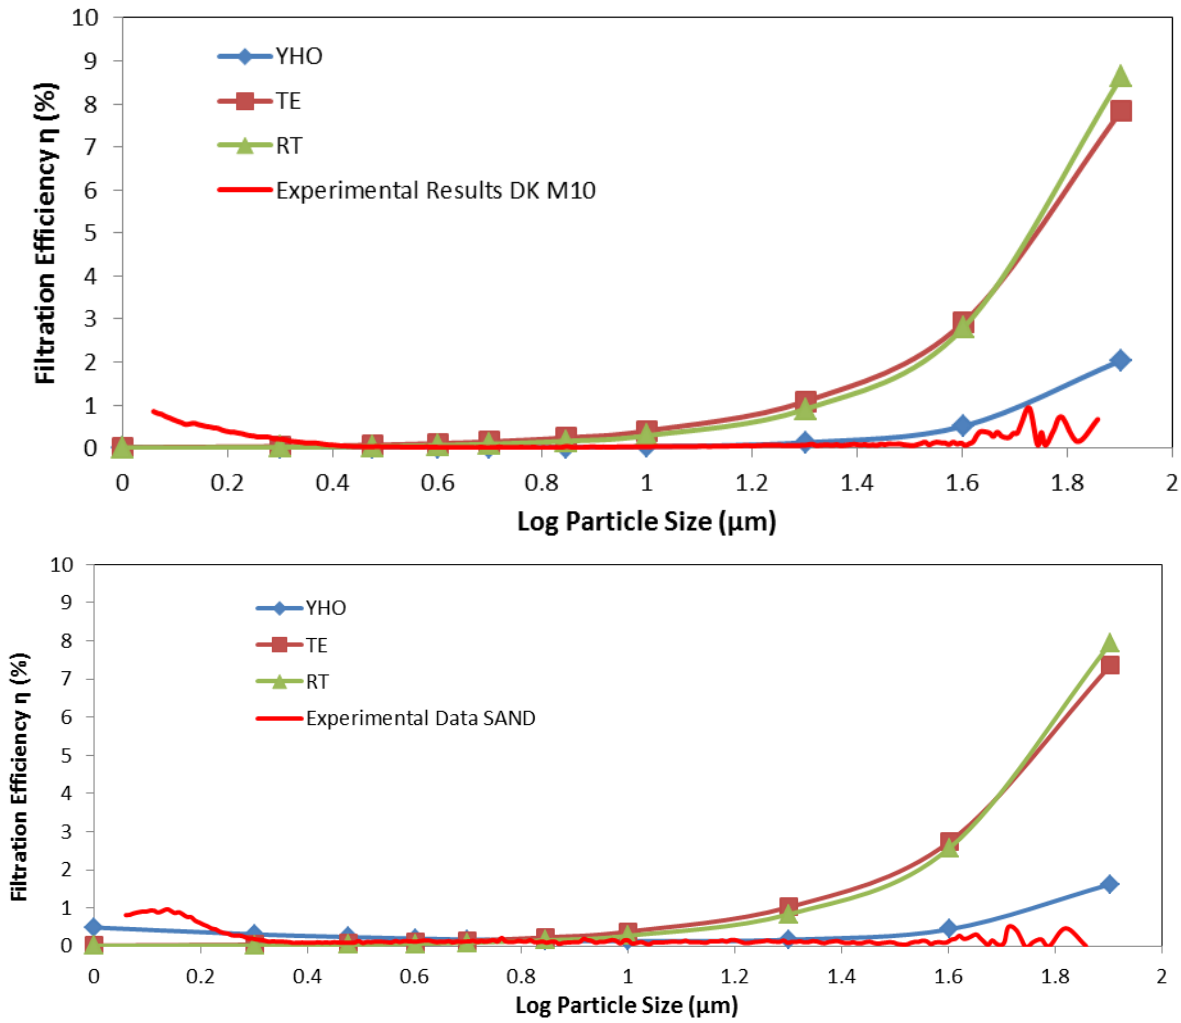 10
9
8
7
6
5
4
3
2
1
0
Filtration Efficiency η (%)
YHO
TE
RT
Experimental Results DK M10
0 0.2 0.4 0.6 0.8 1 1.2 1.4 1.6 1.8 2
Log Particle Size (μm)
10
9
8
7
6
5
4
3
2
1
0
Filtration Efficiency η (%)
YHO
TE
RT
Experimental Data SAND
0 0.2 0.4 0.6 0.8 1 1.2 1.4 1.6 1.8 2
Log Particle Size (μm)